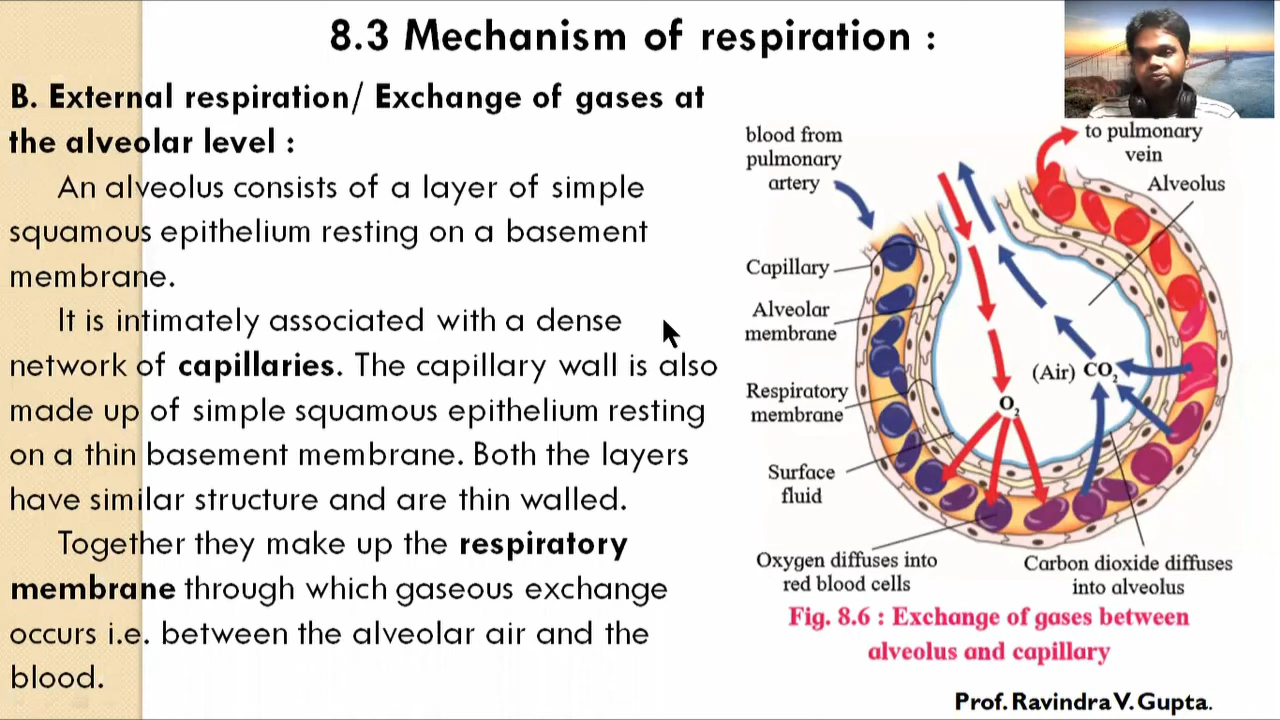 8.3 Mechanism of respiration :
B. External respiration/ Exchange of gases at
the alveolar level :
An alveolus consists of a layer of simple
squamous epithelium resting on a basement
membrane.
It is intimately associated with a dense
network of capillaries. The capillary wall is also
made up of simple squamous epithelium resting
on a thin basement membrane. Both the layers
have similar structure and are thin walled.
Together they make up the respiratory
membrane through which gaseous exchange
occurs i.e. between the alveolar air and the
blood.
blood from
pulmonary
artery
to pulmonary
vein
Alveolus
Capillary
Alveolar
membrane
Respiratory
membrane
(Air) CO₂
O₂
Surface
fluid
Oxygen diffuses into
red blood cells
Carbon dioxide diffuses
into alveolus
Fig. 8.6 : Exchange of gases between
alveolus and capillary
Prof. Ravindra V. Gupta.